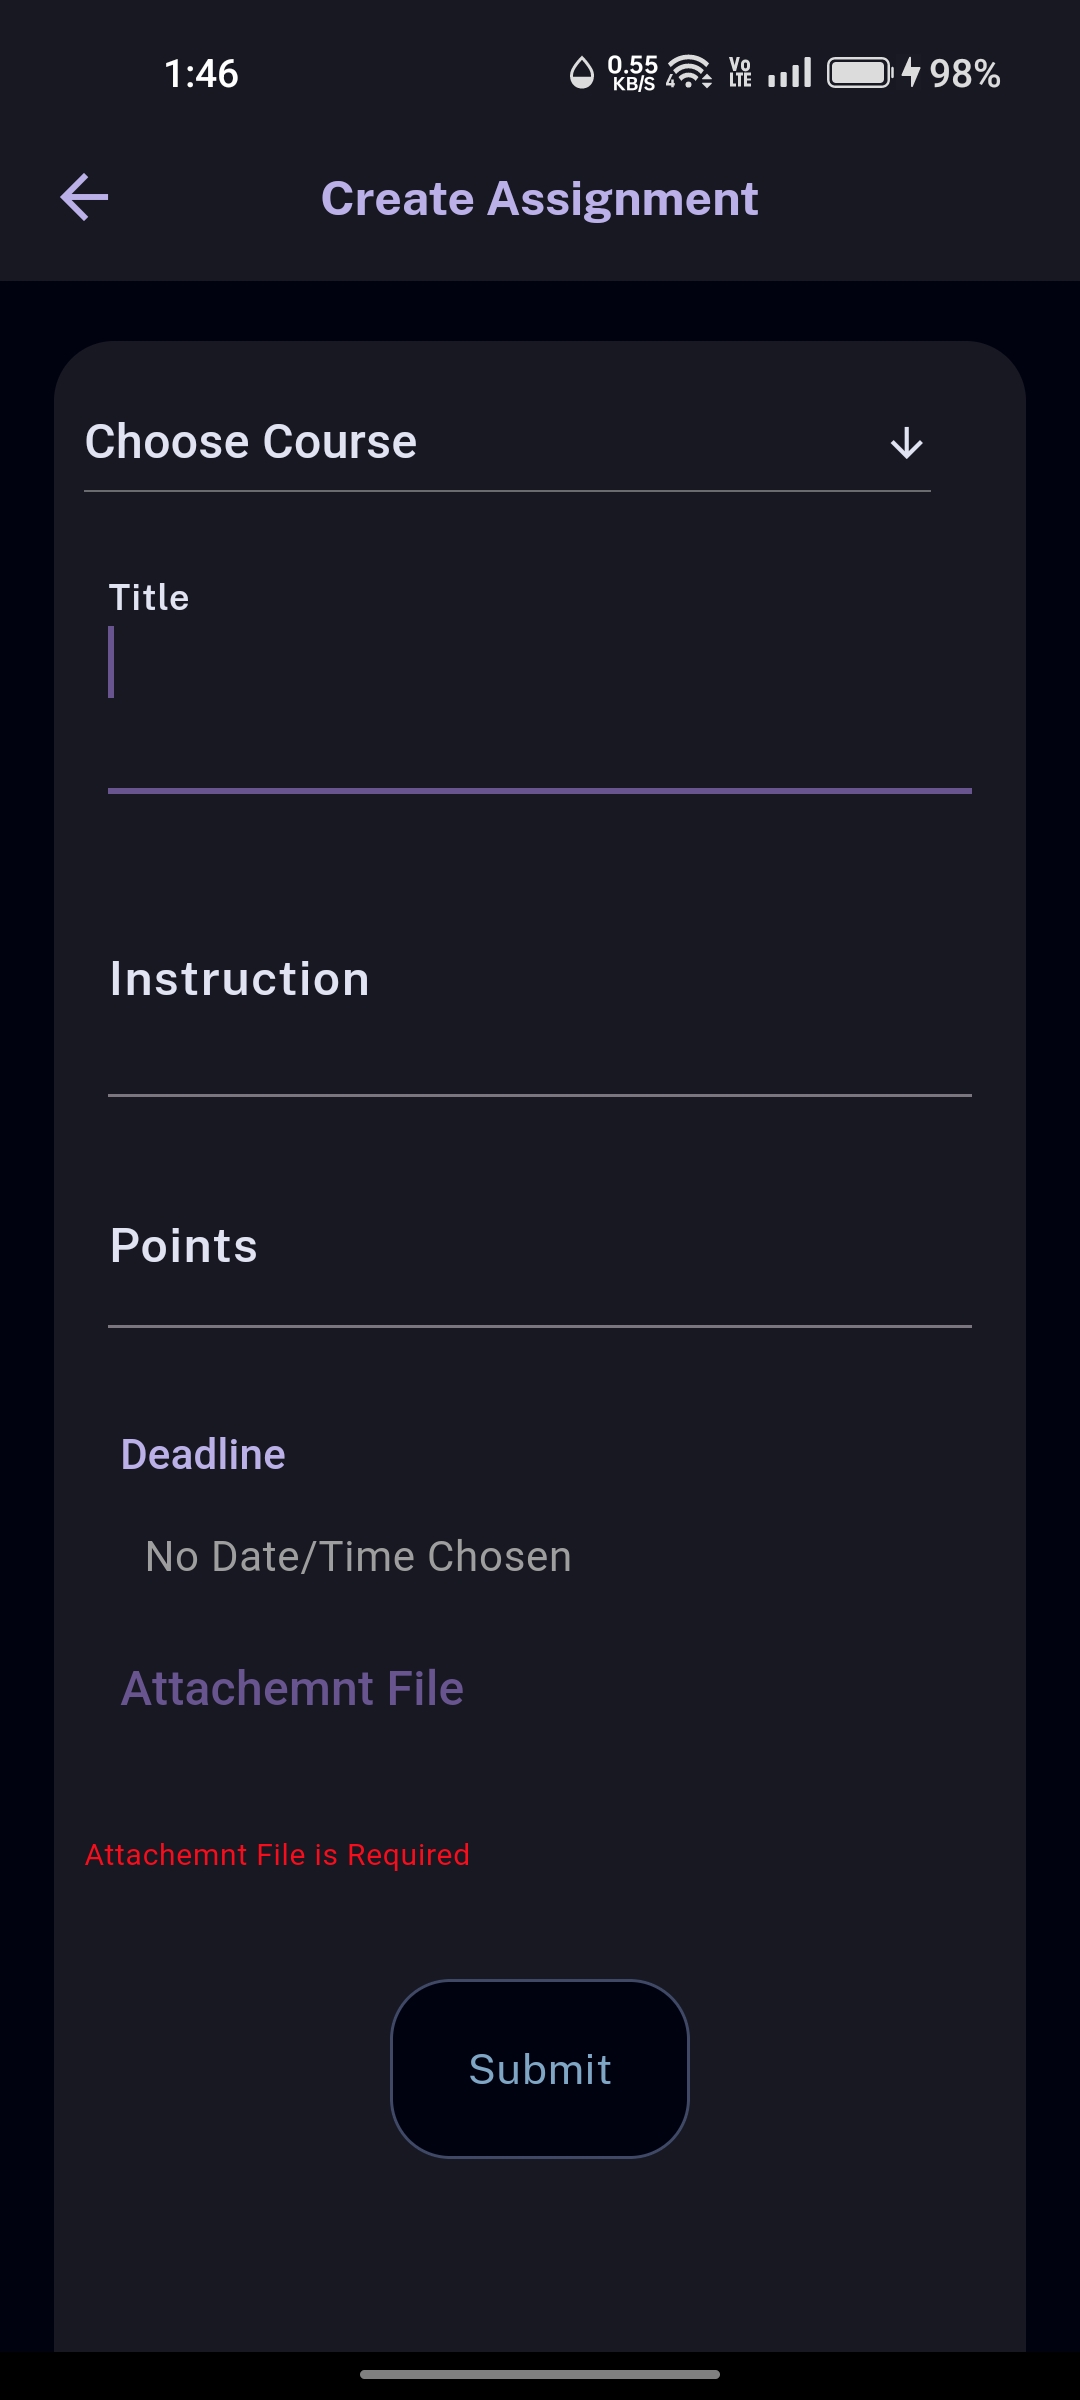 1:46 0.55 KB/S 4 Vo LTE 98%
Create Assignment
Choose Course
Title
Instruction
Points
Deadline
No Date/Time Chosen
Attachemnt File
Attachemnt File is Required
Submit